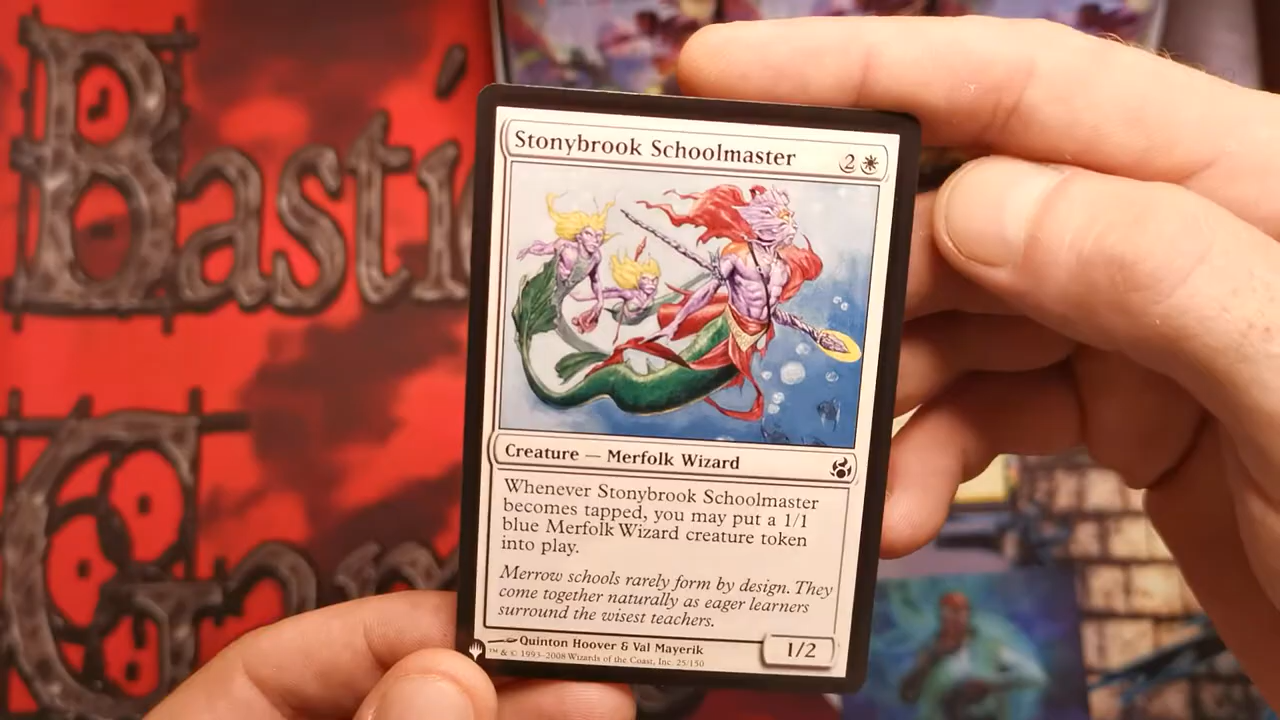 Stonybrook Schoolmaster 2
Creature — Merfolk Wizard
Whenever Stonybrook Schoolmaster
becomes tapped, you may put a 1/1
blue Merfolk Wizard creature token
into play.
Merrow schools rarely form by design. They
come together naturally as eager learners
surround the wisest teachers.
Quinton Hoover & Val Mayerik
™ & © 1993–2008 Wizards of the Coast, Inc. 25/150
1/2
Basti